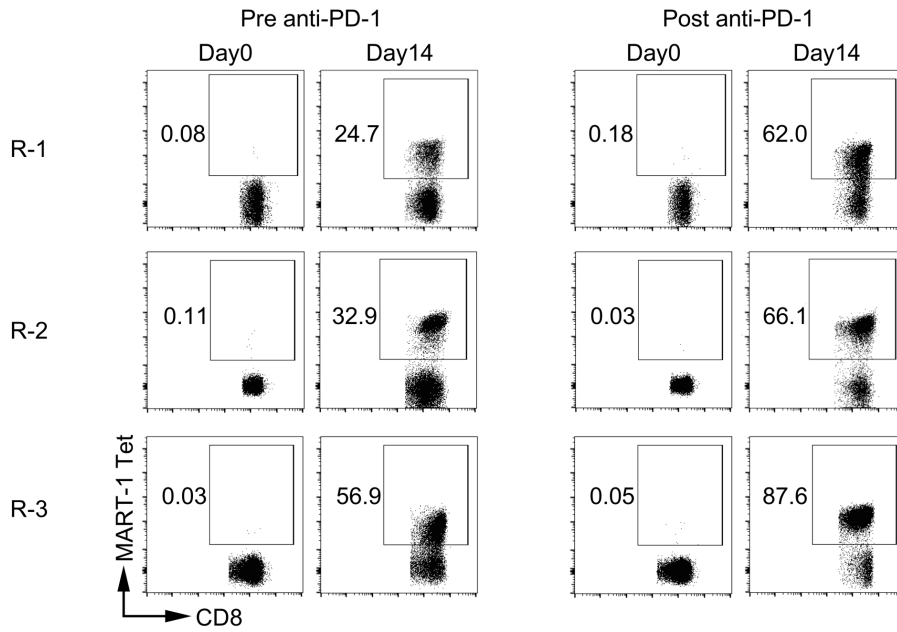 Pre anti-PD-1 Post anti-PD-1
Day0 Day14 Day0 Day14
R-1 0.08 24.7 0.18 62.0
R-2 0.11 32.9 0.03 66.1
R-3 0.03 56.9 0.05 87.6
MART-1 Tet
CD8